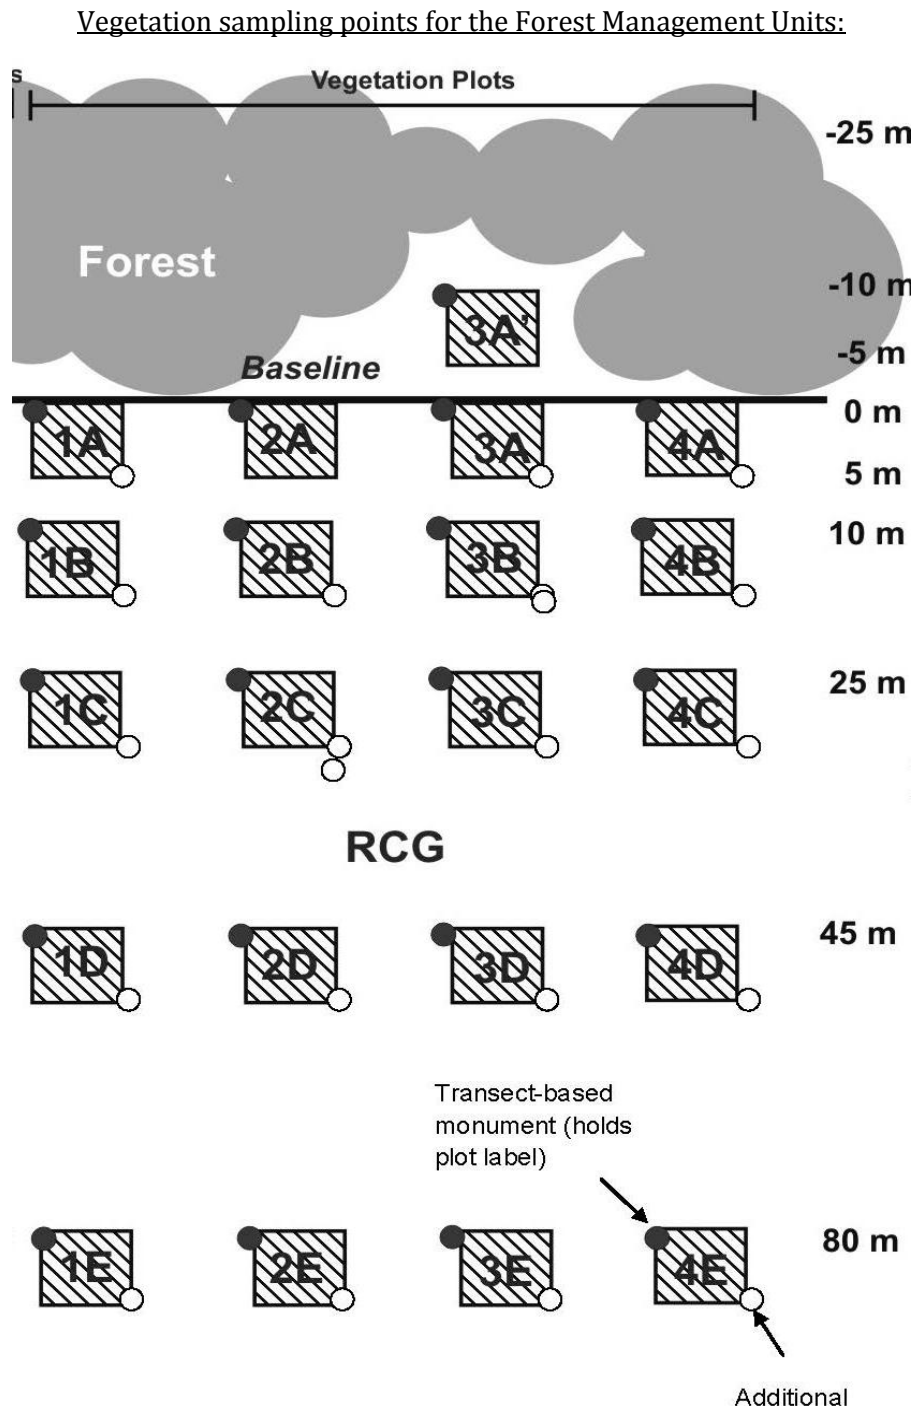 Vegetation sampling points for the Forest Management Units:
s
Vegetation Plots
-25 m
Forest
-10 m
3A'
-5 m
Baseline
0 m
1A 2A 3A 4A
5 m
10 m
1B 2B 3B 4B
25 m
1C 2C 3C 4C
RCG
45 m
1D 2D 3D 4D
Transect-based
monument (holds
plot label)
80 m
1E 2E 3E 4E
Additional